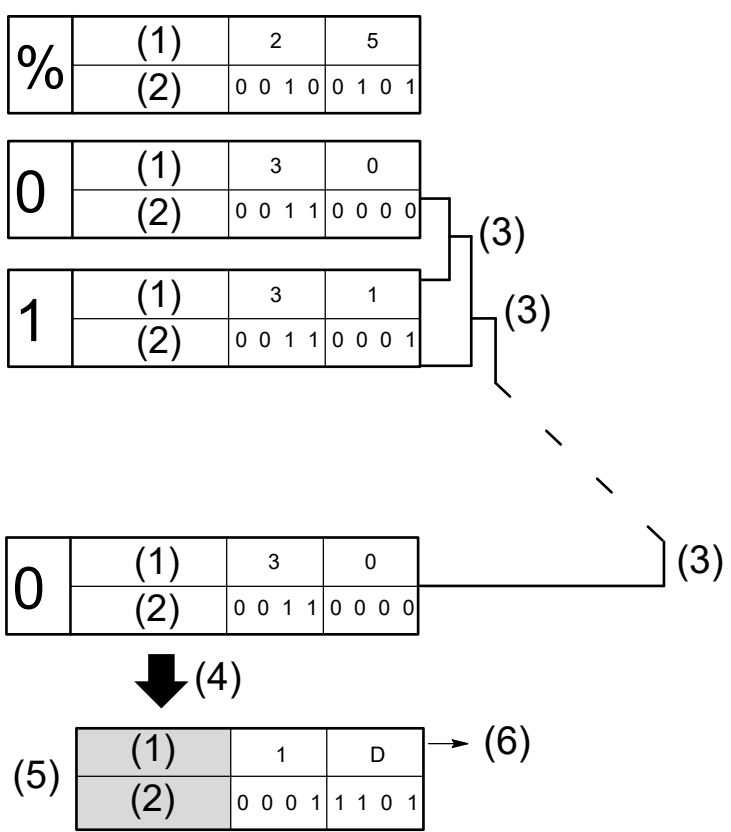 % (1) 2 5
(2) 0 0 1 0 0 1 0 1
0 (1) 3 0
(2) 0 0 1 1 0 0 0 0
(3)
1 (1) 3 1
(3)
(2) 0 0 1 1 0 0 0 1
0 (1) 3 0
(3)
(2) 0 0 1 1 0 0 0 0
(4)
(5) (1) 1 D
(6)
(2) 0 0 0 1 1 1 0 1